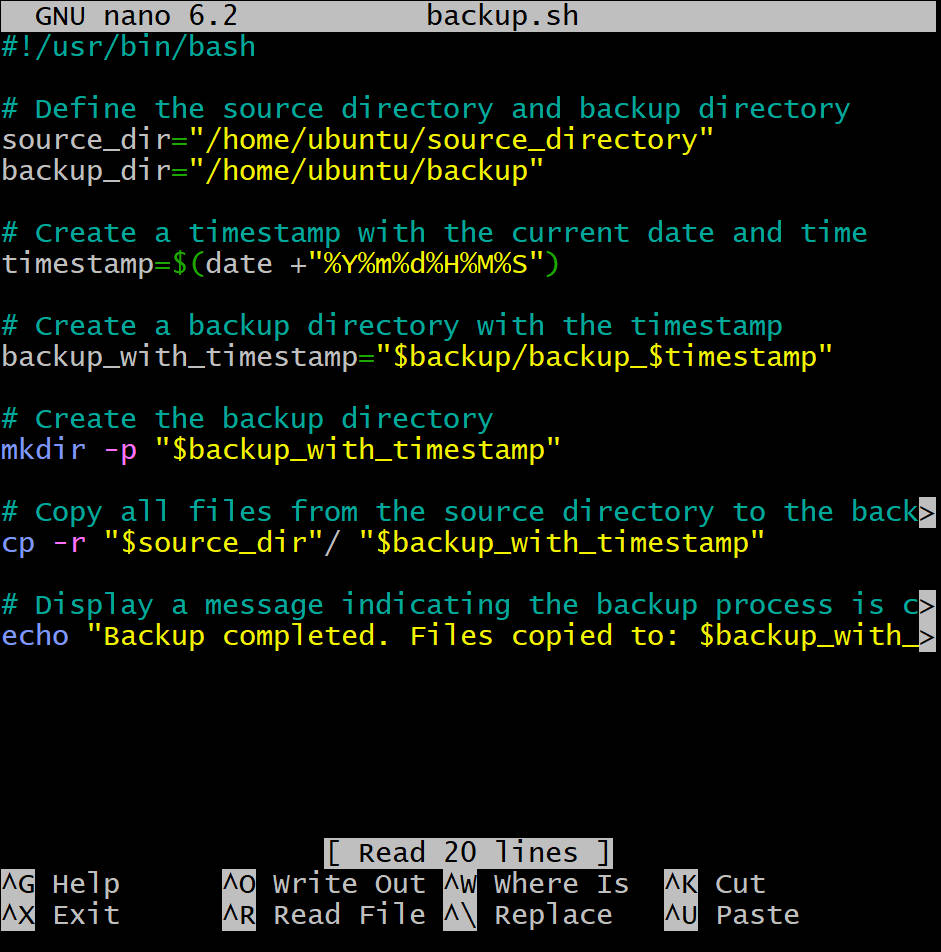 GNU nano 6.2 backup.sh
#!/usr/bin/bash
# Define the source directory and backup directory
source_dir="/home/ubuntu/source_directory"
backup_dir="/home/ubuntu/backup"
# Create a timestamp with the current date and time
timestamp=$(date +"%Y%m%d%H%M%S")
# Create a backup directory with the timestamp
backup_with_timestamp="$backup/backup_$timestamp"
# Create the backup directory
mkdir -p "$backup_with_timestamp"
# Copy all files from the source directory to the back>
cp -r "$source_dir"/ "$backup_with_timestamp"
# Display a message indicating the backup process is c>
echo "Backup completed. Files copied to: $backup_with_>
[ Read 20 lines ]
^G Help ^O Write Out ^W Where Is ^K Cut
^X Exit ^R Read File ^\ Replace ^U Paste